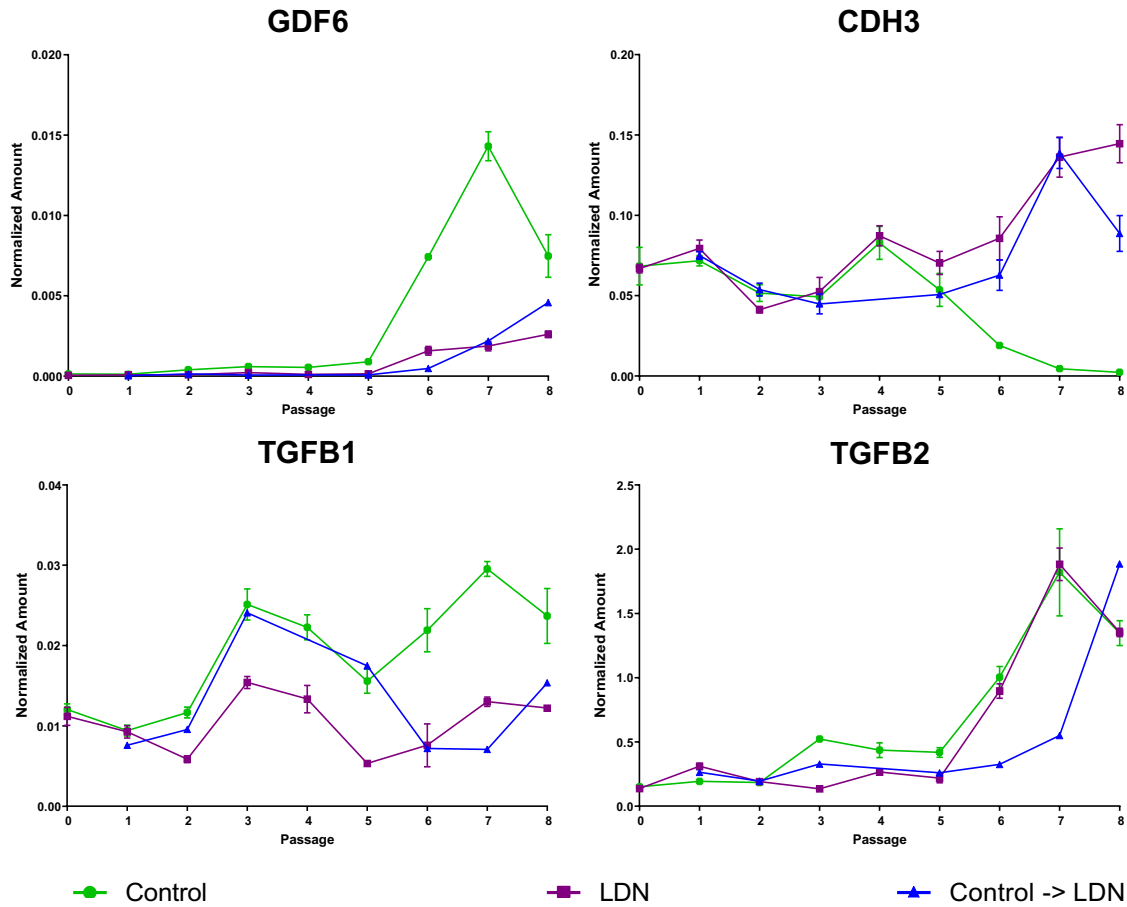 GDF6
0.020
0.015
0.010
0.005
0.000
Normalized Amount
0 1 2 3 4 5 6 7 8
Passage
CDH3
0.20
0.15
0.10
0.05
0.00
Normalized Amount
0 1 2 3 4 5 6 7 8
Passage
TGFB1
0.04
0.03
0.02
0.01
0.00
Normalized Amount
0 1 2 3 4 5 6 7 8
Passage
TGFB2
2.5
2.0
1.5
1.0
0.5
0.0
Normalized Amount
0 1 2 3 4 5 6 7 8
Passage
Control LDN Control -> LDN